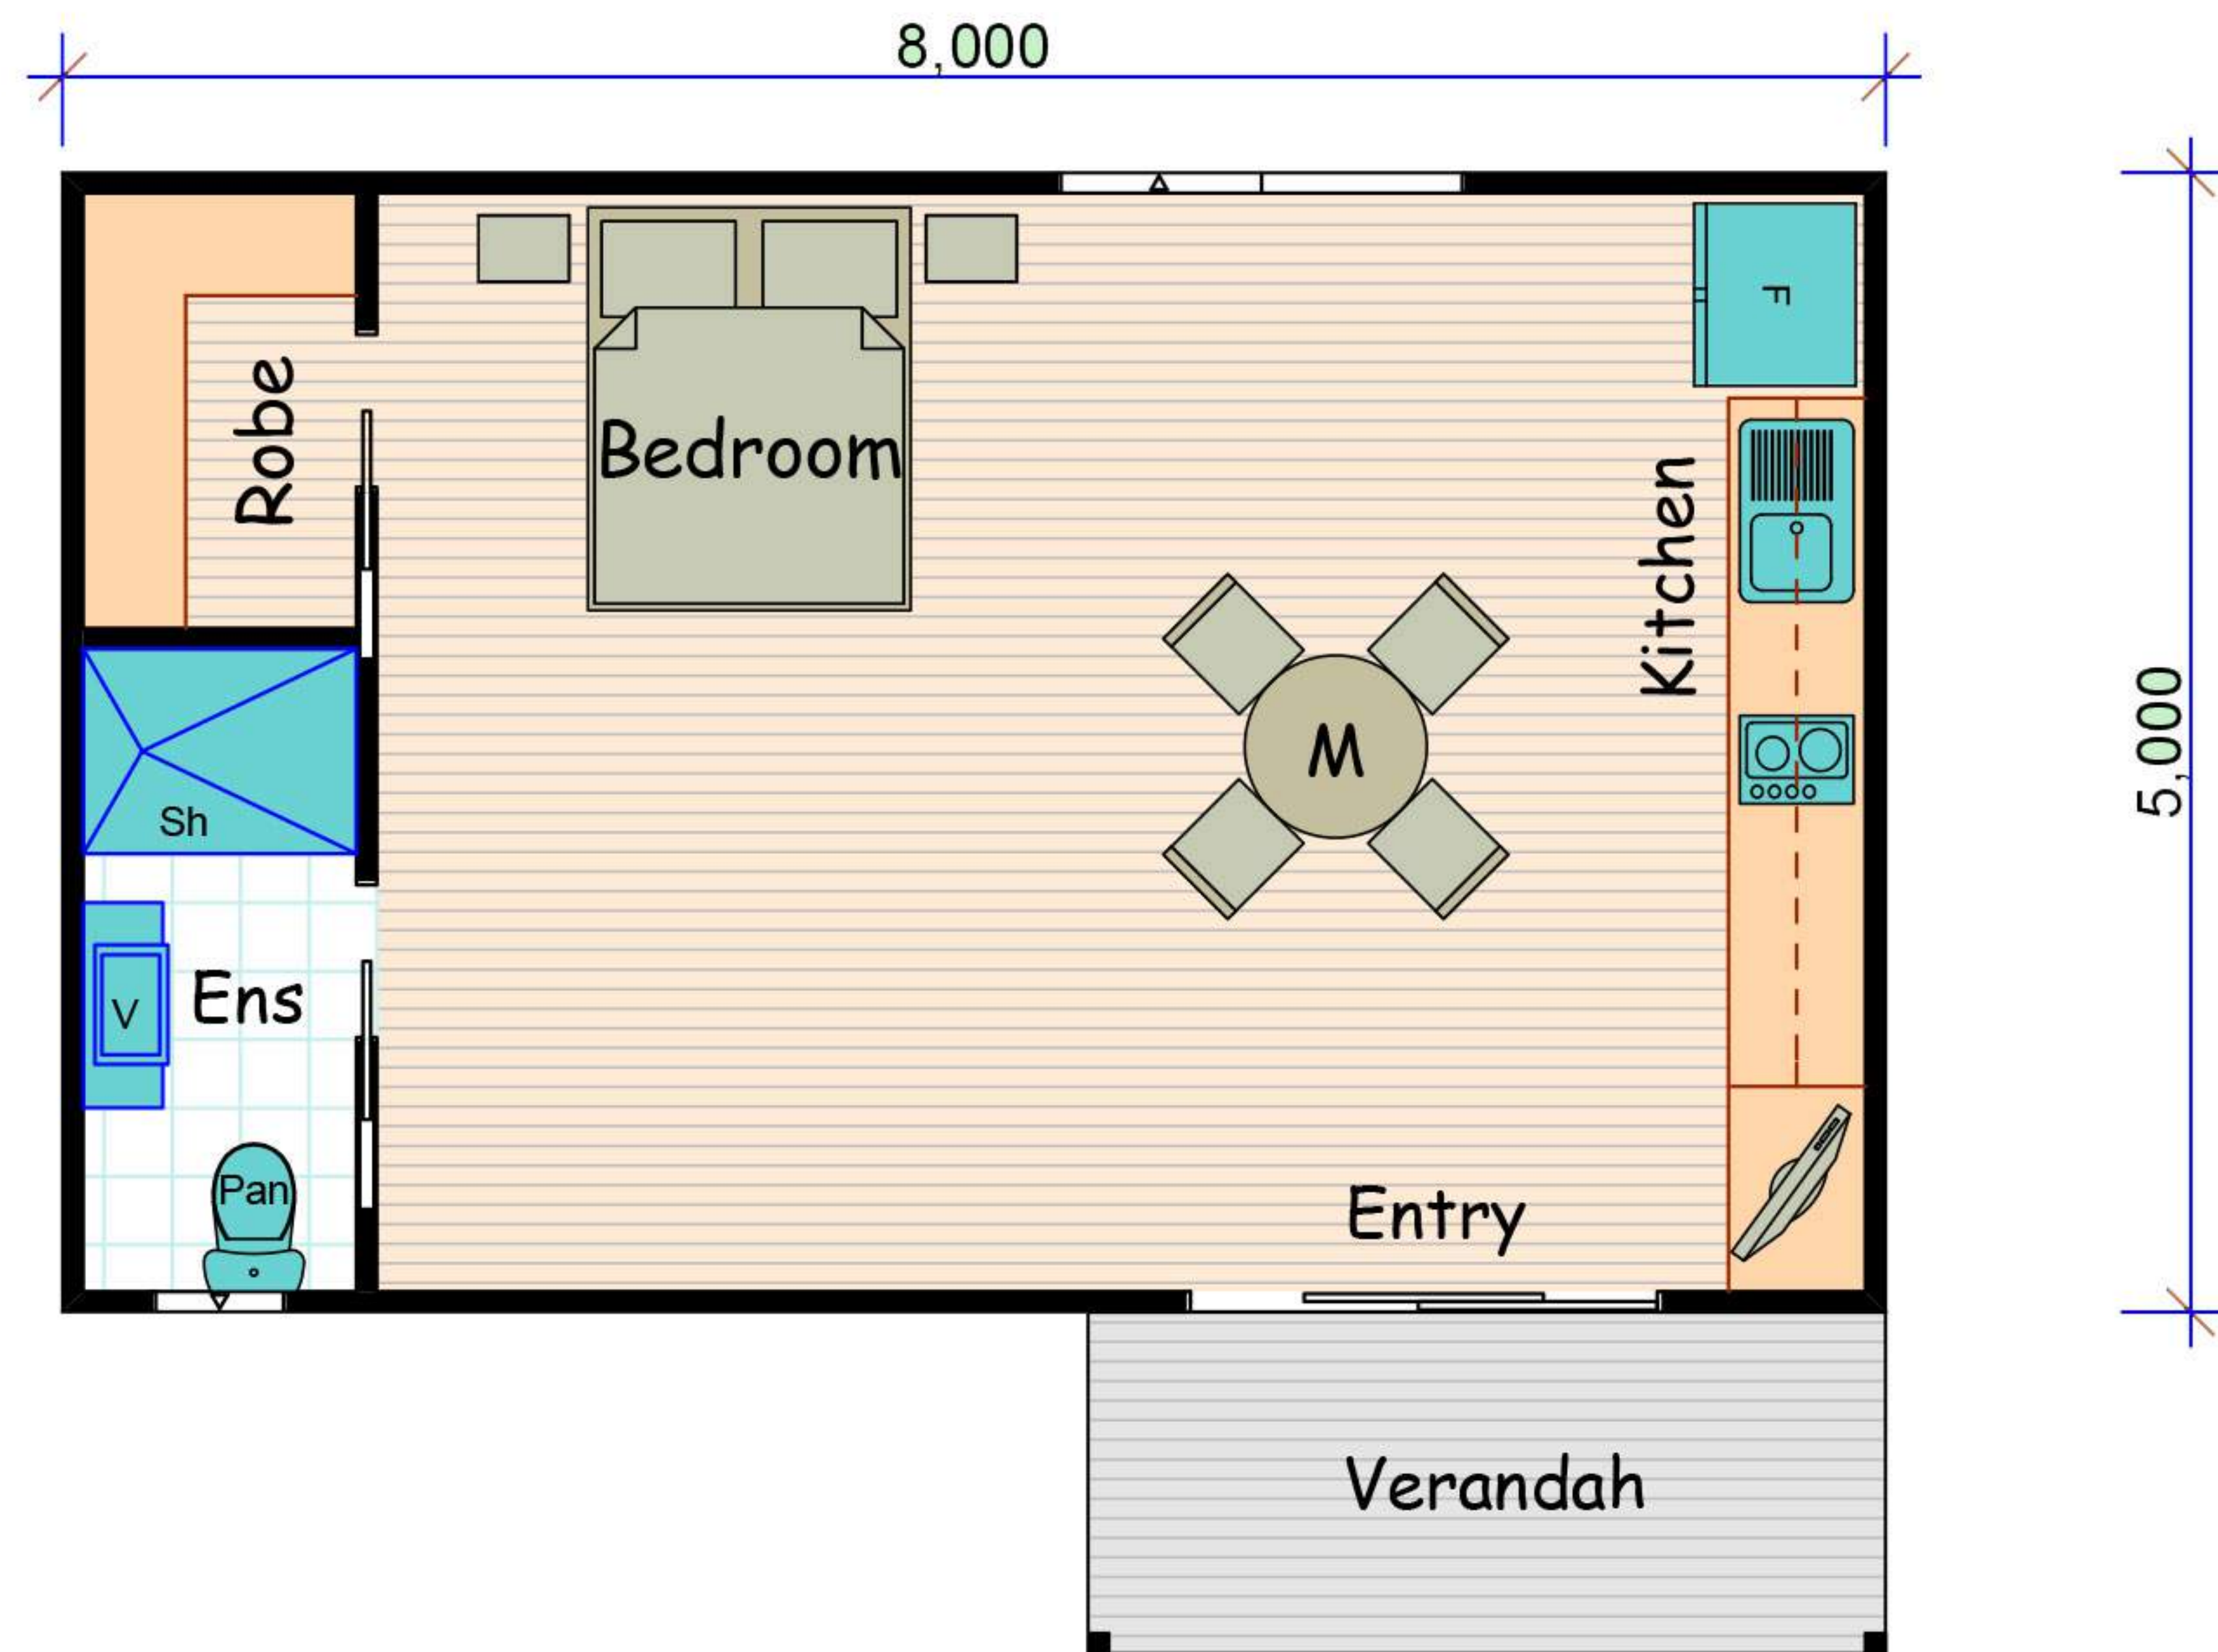 8,000
F
Robe
Bedroom
Kitchen
5,000
M
Sh
Ens
V
Pan
Entry
Verandah